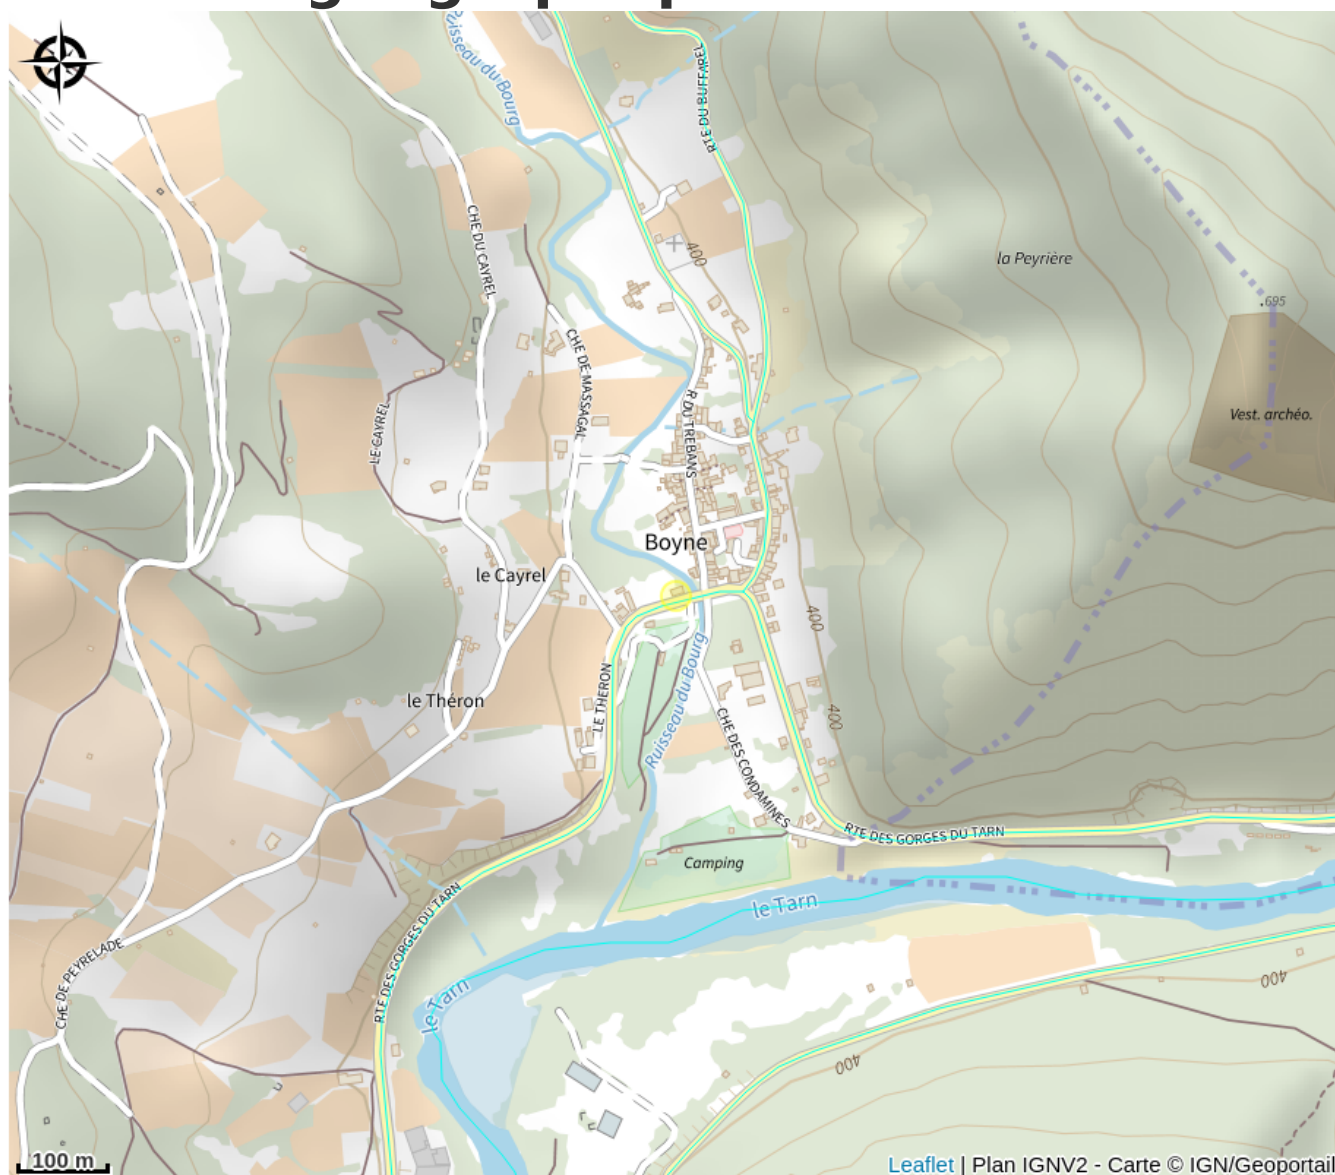 Ruisseau du Bourg
RTE DU BUFFAREL
CHE DU CAYREL
400
la Peyrière
.695
CHE DE MASSAGAL
LE CAYREL
R DU TREBANS
Vest. archéo.
Boyne
le Cayrel
400
le Théron
LE THERON
Ruisseau du Bourg
400
CHE DES CONDAMINES
RTE DES GORGES DU TARN
Camping
le Tarn
RTE DES GORGES DU TARN
CHE DE PEYRELADE
le Tarn
400
400
100 m
Leaflet | Plan IGNV2 - Carte © IGN/Geoportail